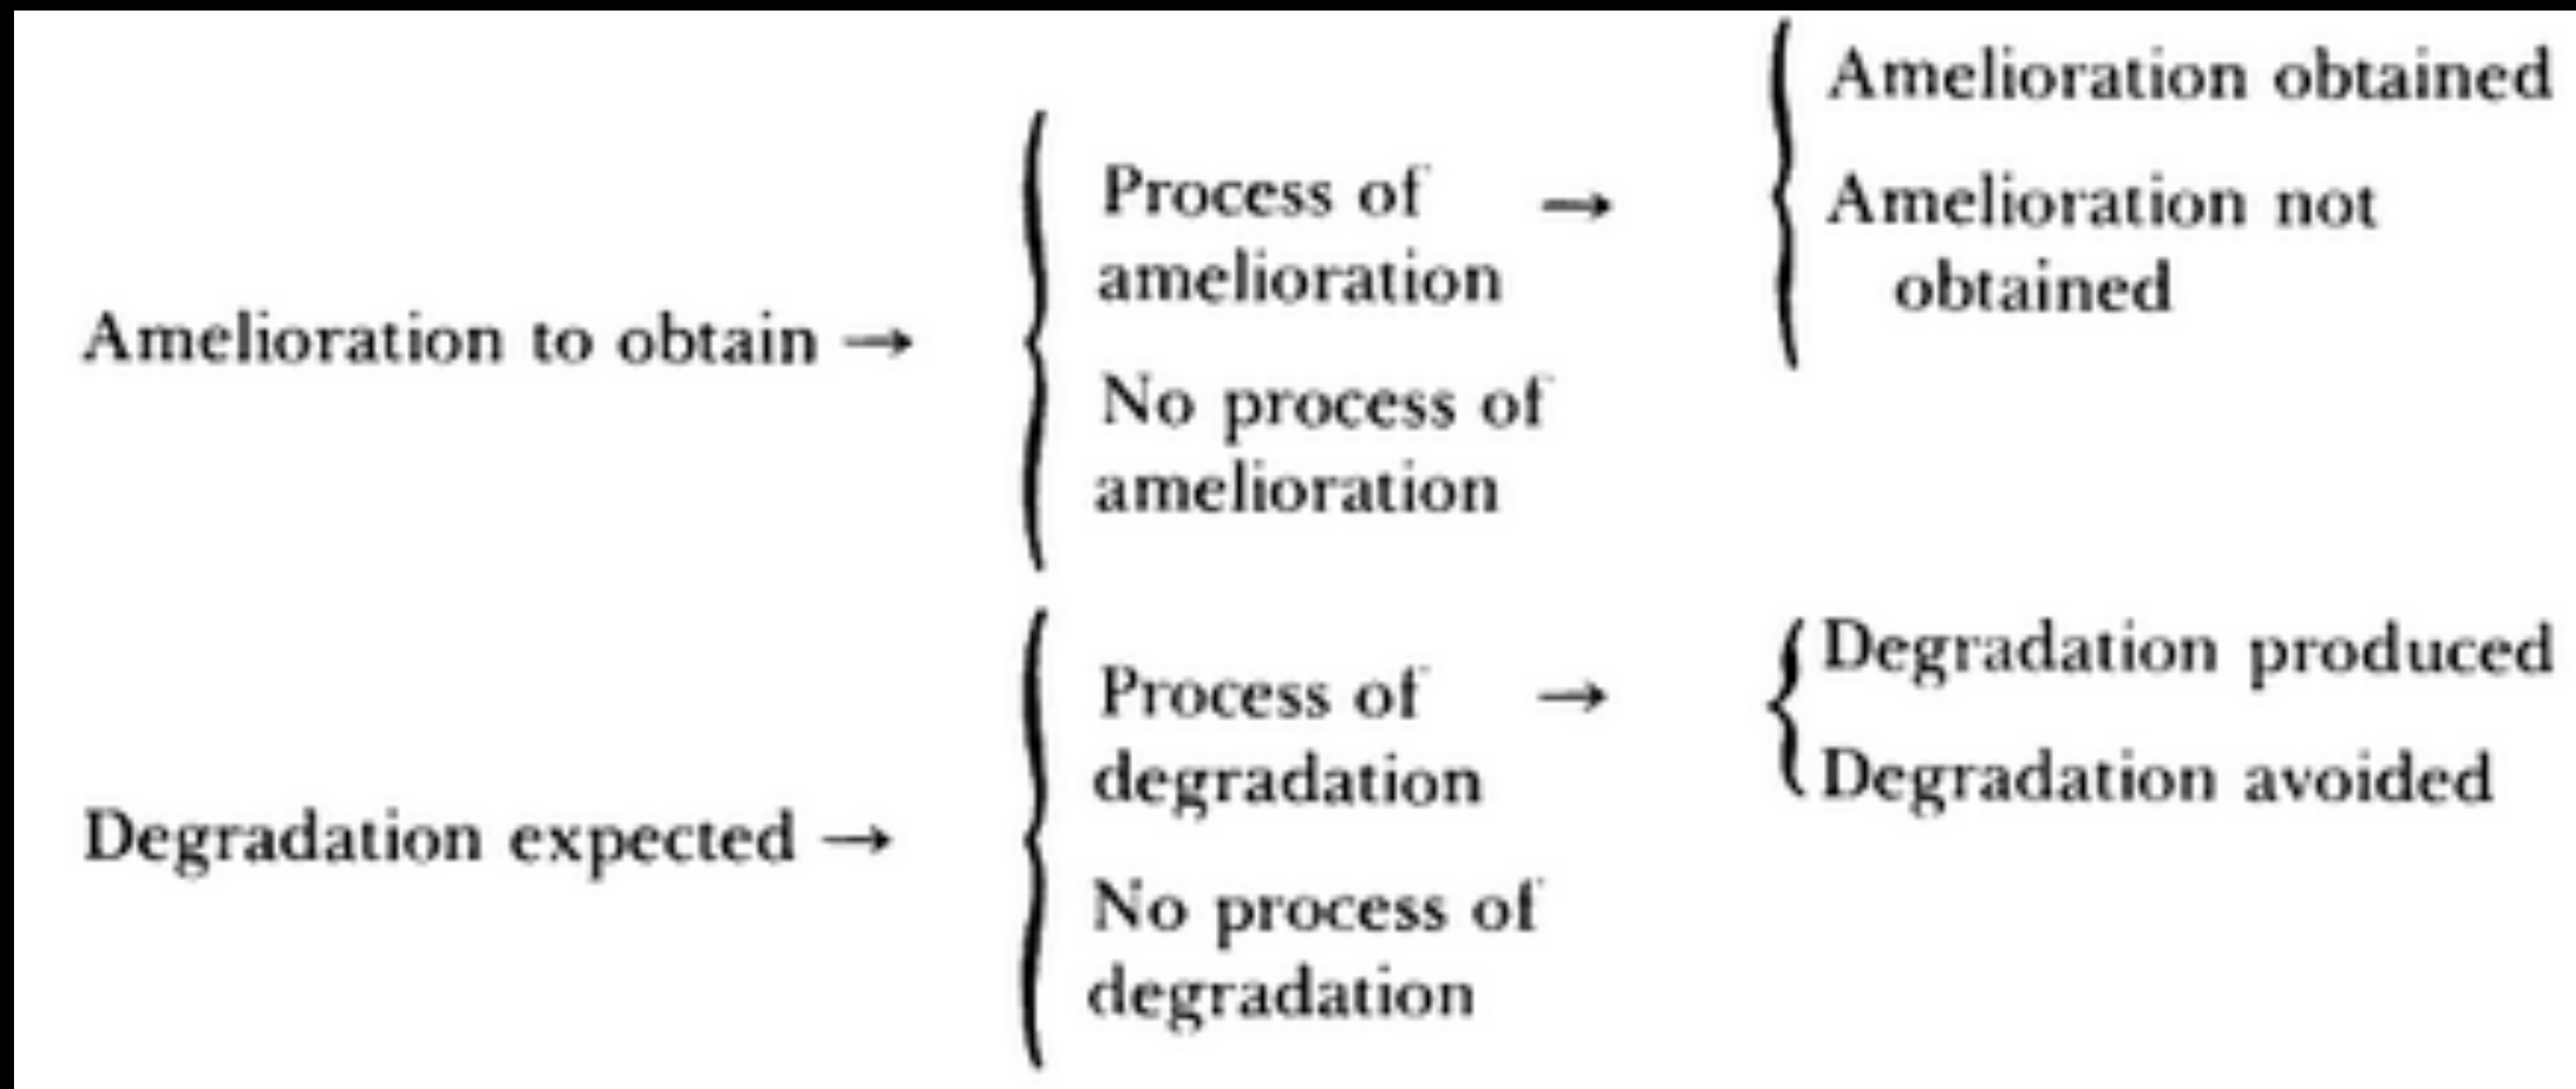 Amelioration to obtain →
Process of →
amelioration
No process of
amelioration
Amelioration obtained
Amelioration not
obtained
Degradation expected →
Process of →
degradation
No process of
degradation
Degradation produced
Degradation avoided